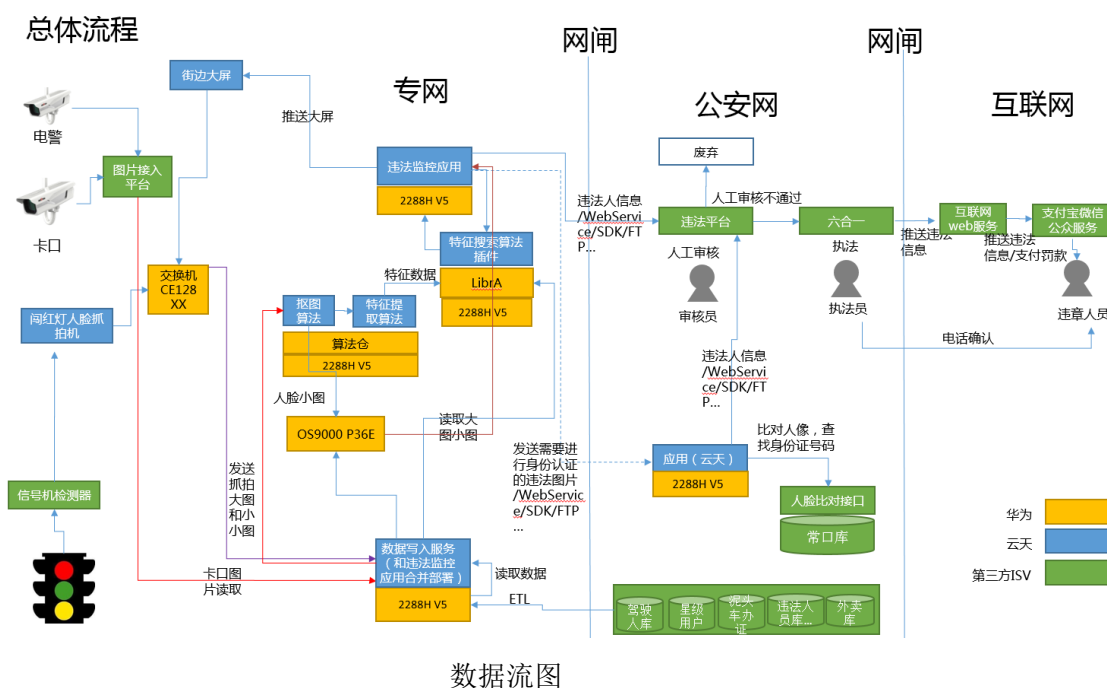 总体流程
网闸
网闸
专网
公安网
互联网
街边大屏
推送大屏
电警
图片接入
平台
卡口
违法监控应用
2288H V5
特征搜索算法
插件
特征数据
LibrA
2288H V5
交换机
CE128
XX
闯红灯人脸抓
拍机
抠图
算法
特征提
取算法
算法仓
2288H V5
人脸小图
OS9000 P36E
读取大
图小图
发送
抓拍
大图
和小
小图
信号机检测器
卡口图
片读取
数据写入服务
（和违法监控
应用合并部署）
2288H V5
读取数据
ETL
违法人信息
/WebServi
ce/SDK/FT
P...
废弃
人工审核不通过
违法平台
人工审核
审核员
六合一
执法
执法员
推送违法
信息
互联网
web服务
推送违法
信息/支付罚款
支付宝微信
公众服务
违章人员
电话确认
违法人信息
/WebServi
ce/SDK/FT
P...
发送需要进
行身份认证
的违法图片
/WebServic
e/SDK/FTP
...
应用（云天）
2288H V5
比对人像，查
找身份证号码
人脸比对接口
常口库
驾驶
人库
星级
用户
泥头
车办
证
违法人
员库...
外卖
库
华为
云天
第三方ISV
数据流图